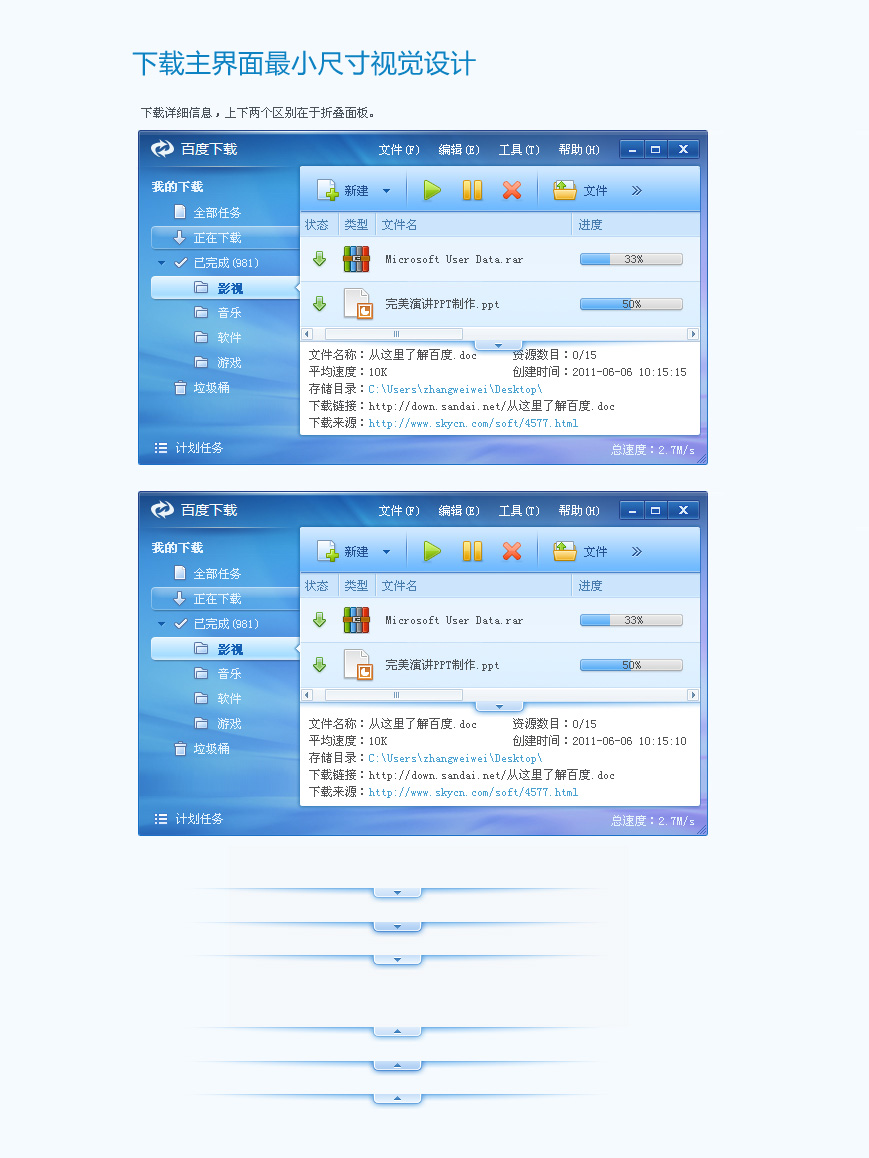 下载主界面最小尺寸视觉设计
下载详细信息，上下两个区别在于折叠面板。
百度下载 文件(F) 编辑(E) 工具(T) 帮助(H)
我的下载
全部任务
正在下载
已完成(981)
影视
音乐
软件
游戏
垃圾桶
计划任务
新建 文件
状态 类型 文件名 进度
Microsoft User Data.rar 33%
完美演讲PPT制作.ppt 50%
文件名称：从这里了解百度.doc 资源数目：0/15
平均速度：10K 创建时间：2011-06-06 10:15:15
存储目录：C:\Users\zhangweiwei\Desktop\
下载链接：http://down.sandai.net/从这里了解百度.doc
下载来源：http://www.skycn.com/soft/4577.html
总速度：2.7M/s
百度下载 文件(F) 编辑(E) 工具(T) 帮助(H)
我的下载
全部任务
正在下载
已完成(981)
影视
音乐
软件
游戏
垃圾桶
计划任务
新建 文件
状态 类型 文件名 进度
Microsoft User Data.rar 33%
完美演讲PPT制作.ppt 50%
文件名称：从这里了解百度.doc 资源数目：0/15
平均速度：10K 创建时间：2011-06-06 10:15:10
存储目录：C:\Users\zhangweiwei\Desktop\
下载链接：http://down.sandai.net/从这里了解百度.doc
下载来源：http://www.skycn.com/soft/4577.html
总速度：2.7M/s